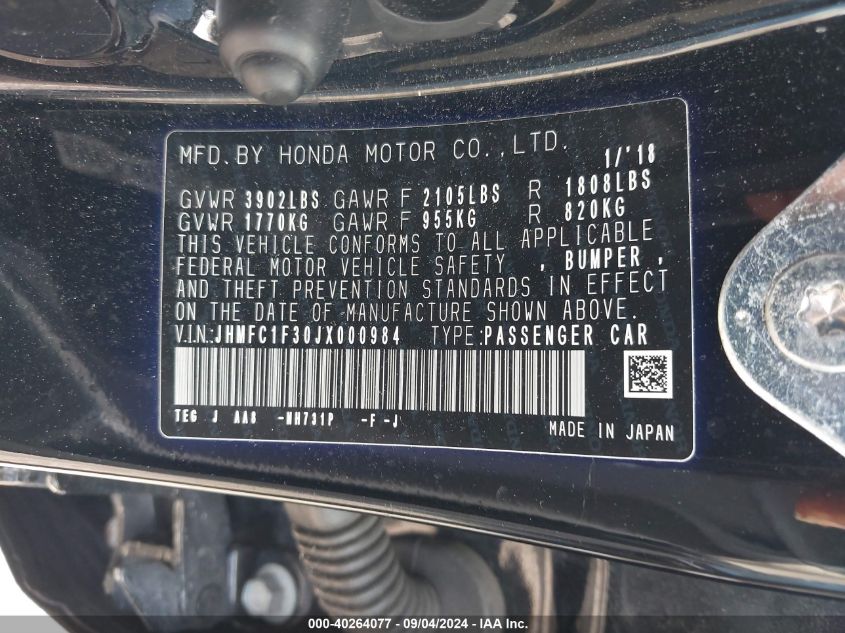 MFD. BY HONDA MOTOR CO., LTD. 1/'18
GVWR 3902LBS GAWR F 2105LBS R 1808LBS
GVWR 1770KG GAWR F 955KG R 820KG
THIS VEHICLE CONFORMS TO ALL APPLICABLE
FEDERAL MOTOR VEHICLE SAFETY , BUMPER ,
AND THEFT PREVENTION STANDARDS IN EFFECT
ON THE DATE OF MANUFACTURE SHOWN ABOVE.
V.I.N: JHMFC1F30JX000984 TYPE: PASSENGER CAR
TEG J AA8 -NH731P -F -J
MADE IN JAPAN
000-40264077 - 09/04/2024 - IAA Inc.